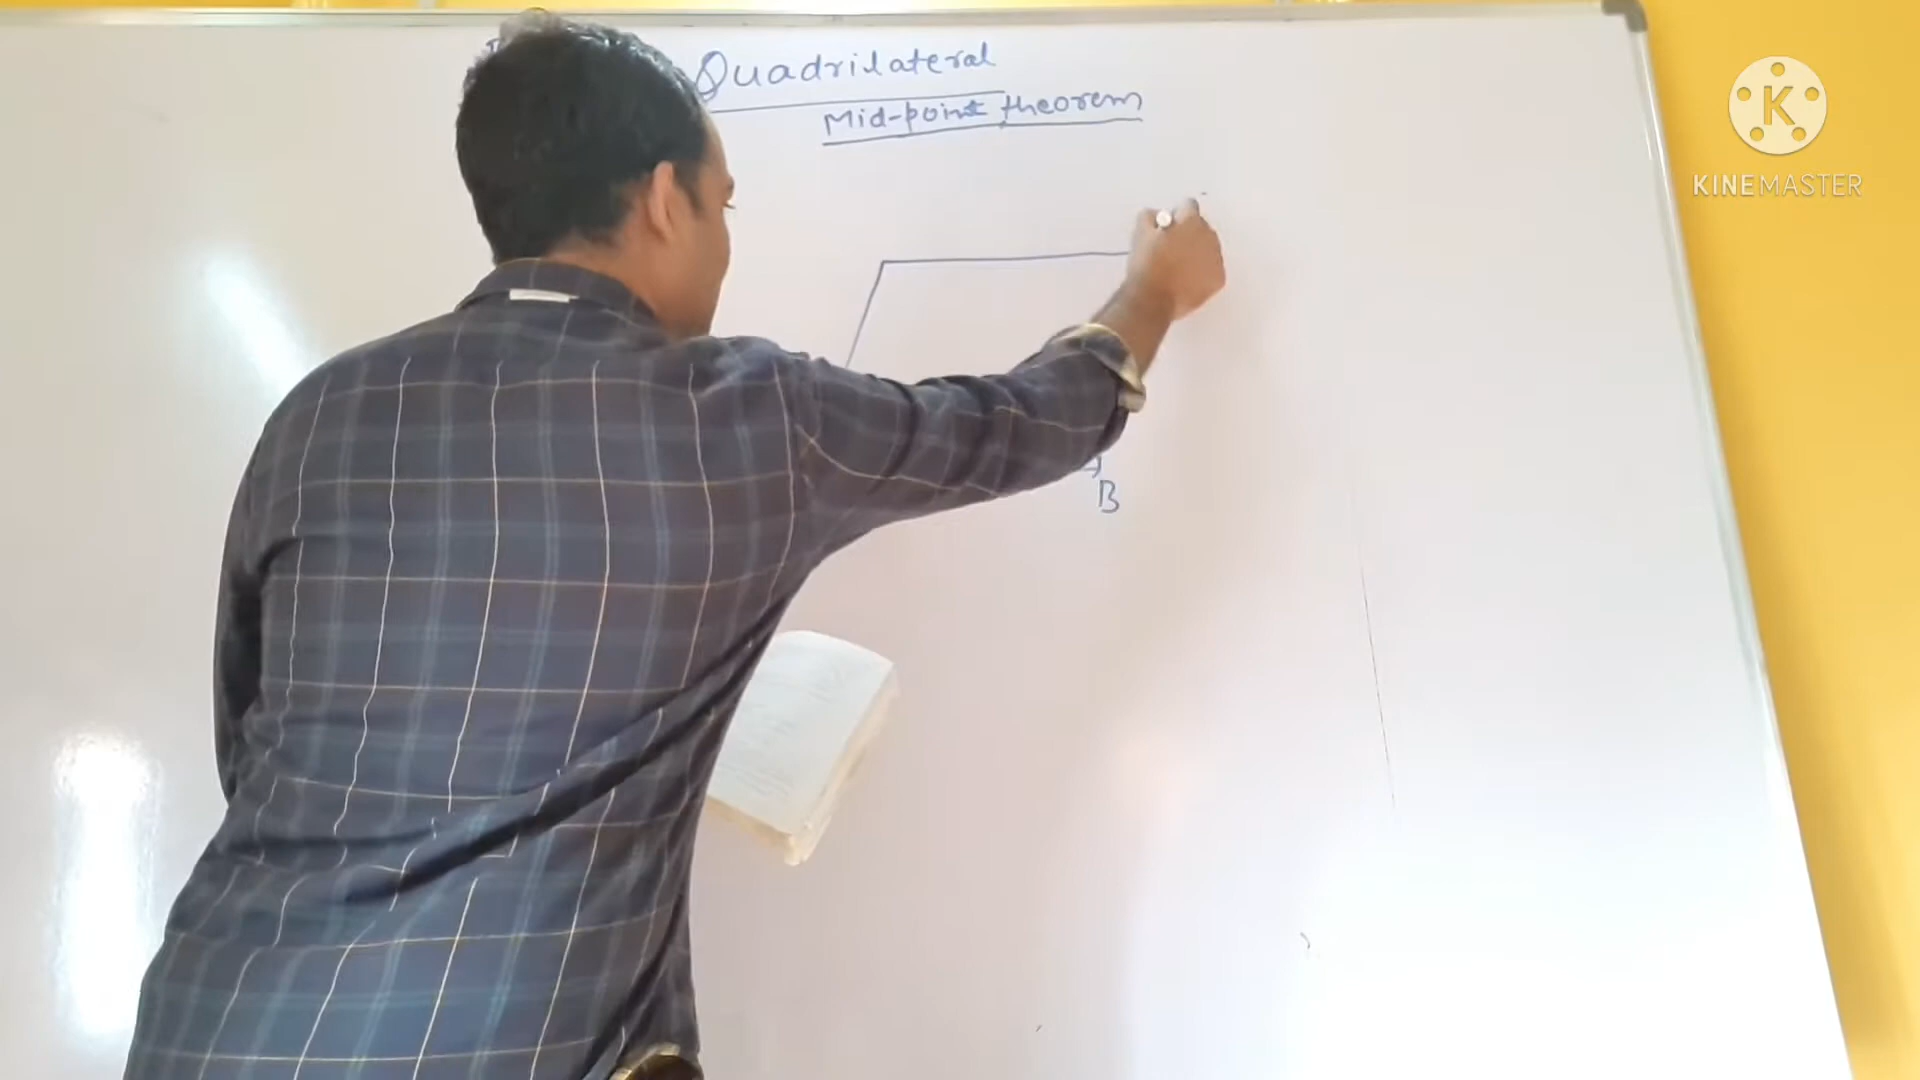 Quadrilateral
Mid-point theorem
B
K
KINEMASTER